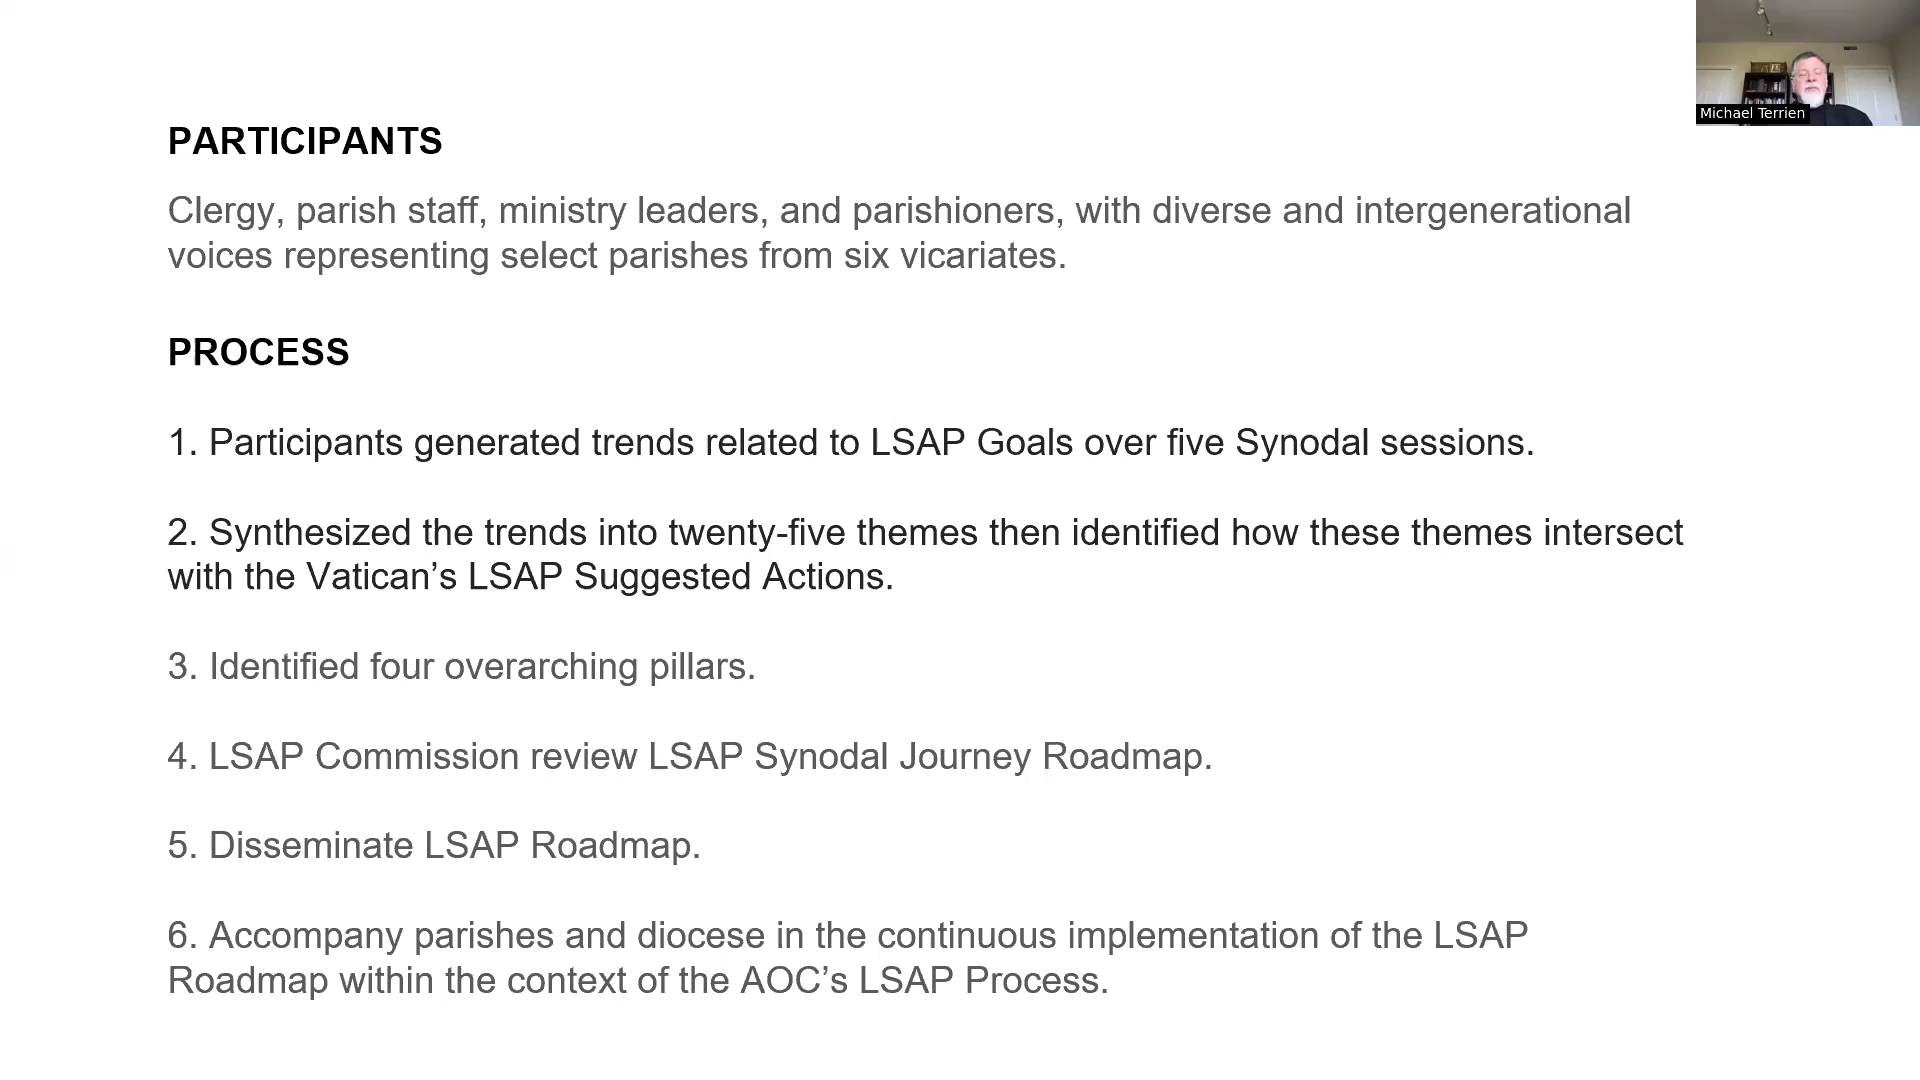 Michael Terrien
PARTICIPANTS
Clergy, parish staff, ministry leaders, and parishioners, with diverse and intergenerational
voices representing select parishes from six vicariates.
PROCESS
1. Participants generated trends related to LSAP Goals over five Synodal sessions.
2. Synthesized the trends into twenty-five themes then identified how these themes intersect
with the Vatican’s LSAP Suggested Actions.
3. Identified four overarching pillars.
4. LSAP Commission review LSAP Synodal Journey Roadmap.
5. Disseminate LSAP Roadmap.
6. Accompany parishes and diocese in the continuous implementation of the LSAP
Roadmap within the context of the AOC’s LSAP Process.